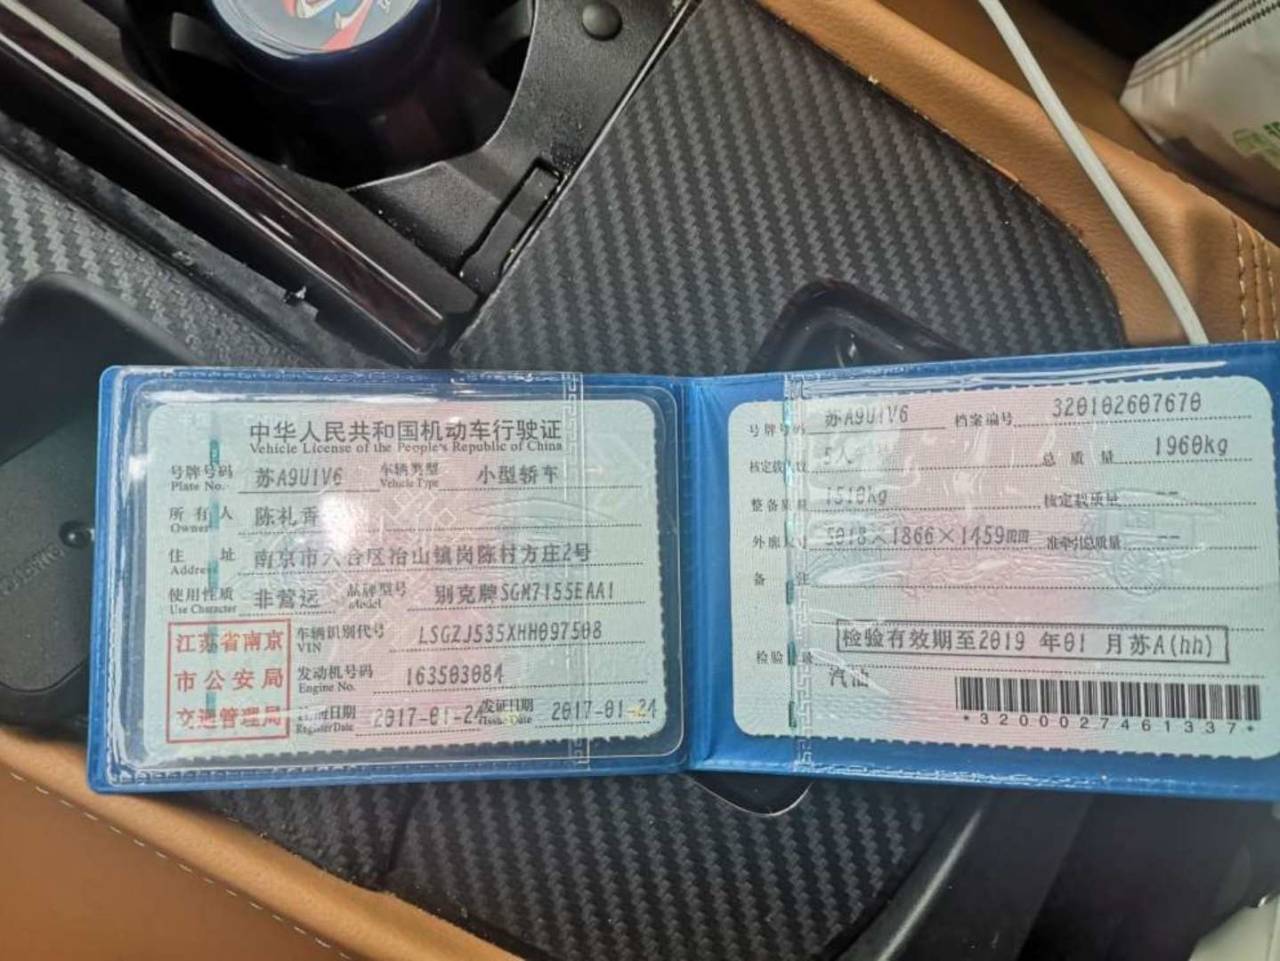 中华人民共和国机动车行驶证
Vehicle License of the People's Republic of China
号牌号码 苏A9U1V6 车辆类型 小型轿车
Plate No. Vehicle Type
所有人 陈礼香
Owner
住址 南京市六合区冶山镇岗陈村方庄2号
Address
使用性质 非营运 品牌型号 别克牌SGM7155EAA1
Use Character Model
江苏省南京
市公安局
交通管理局
车辆识别代号 LSGZJ535XHH097508
VIN
发动机号码 163503084
Engine No.
注册日期 2017-01-24 发证日期 2017-01-24
Register Date Issue Date
号牌号码 苏A9U1V6 档案编号 320102607670
核定载人数 5人 总质量 1960kg
整备质量 1510kg 核定载质量 --
外廓尺寸 5018×1866×1459mm 准牵引总质量 --
备注
检验有效期至2019年01月苏A(hh)
检验记录
汽油
*3200027461337*